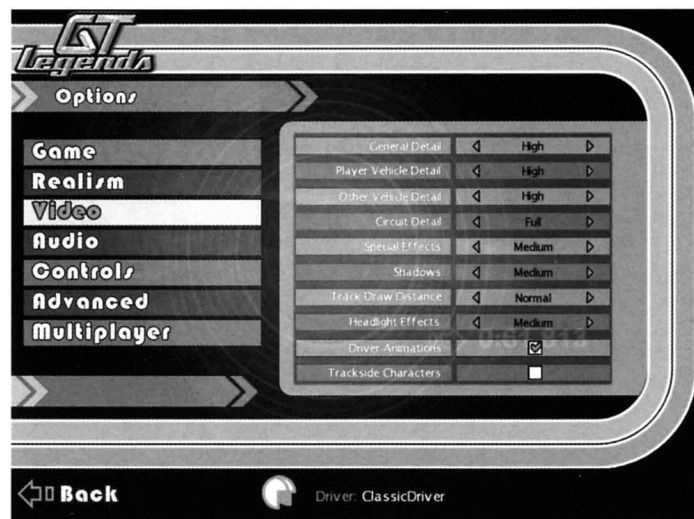 GT
Legends
Options
Game
Realism
Video
Audio
Controls
Advanced
Multiplayer
General Detail High
Player Vehicle Detail High
Other Vehicle Detail High
Circuit Detail Full
Special Effects Medium
Shadows Medium
Track Draw Distance Normal
Headlight Effects Medium
Driver Animations
Trackside Characters
Back
Driver: ClassicDriver